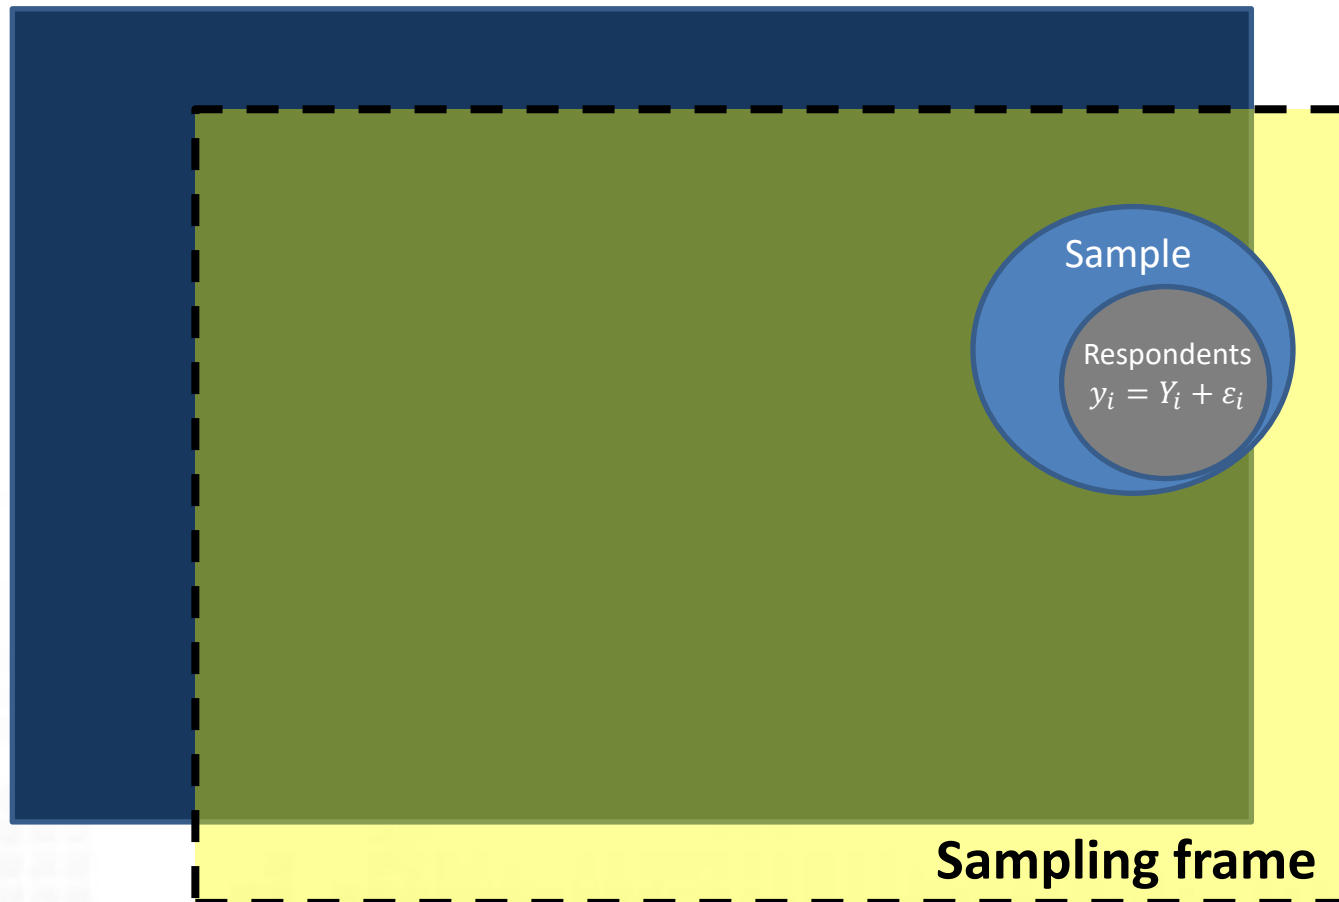 Sample
Respondents
𝑦ᵢ = 𝑌ᵢ + 𝜀ᵢ
Sampling frame